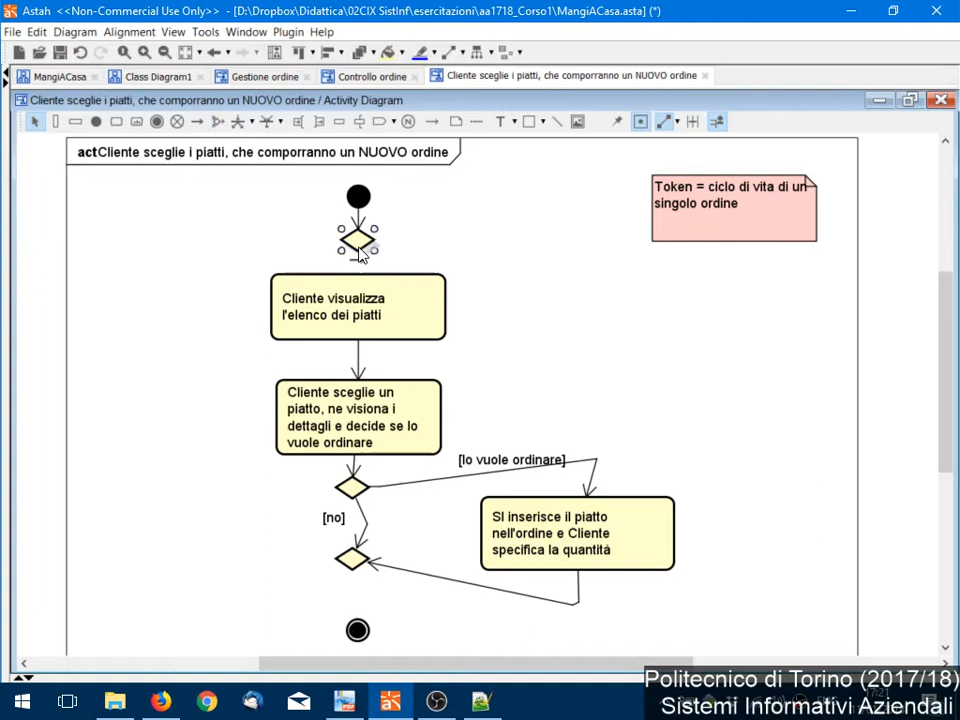 Astah <<Non-Commercial Use Only>> - [D:\Dropbox\Didattica\02CIX SistInf\esercitazioni\aa1718_Corso1\MangiACasa.asta] (*)
File Edit Diagram Alignment View Tools Window Plugin Help
MangiACasa
Class Diagram1
Gestione ordine
Controllo ordine
Cliente sceglie i piatti, che comporranno un NUOVO ordine
Cliente sceglie i piatti, che comporranno un NUOVO ordine / Activity Diagram
act Cliente sceglie i piatti, che comporranno un NUOVO ordine
Token = ciclo di vita di un
singolo ordine
Cliente visualizza
l'elenco dei piatti
Cliente sceglie un
piatto, ne visiona i
dettagli e decide se lo
vuole ordinare
[lo vuole ordinare]
[no]
SI inserisce il piatto
nell'ordine e Cliente
specifica la quantità
Politecnico di Torino (2017/18)
Sistemi Informativi Aziendali